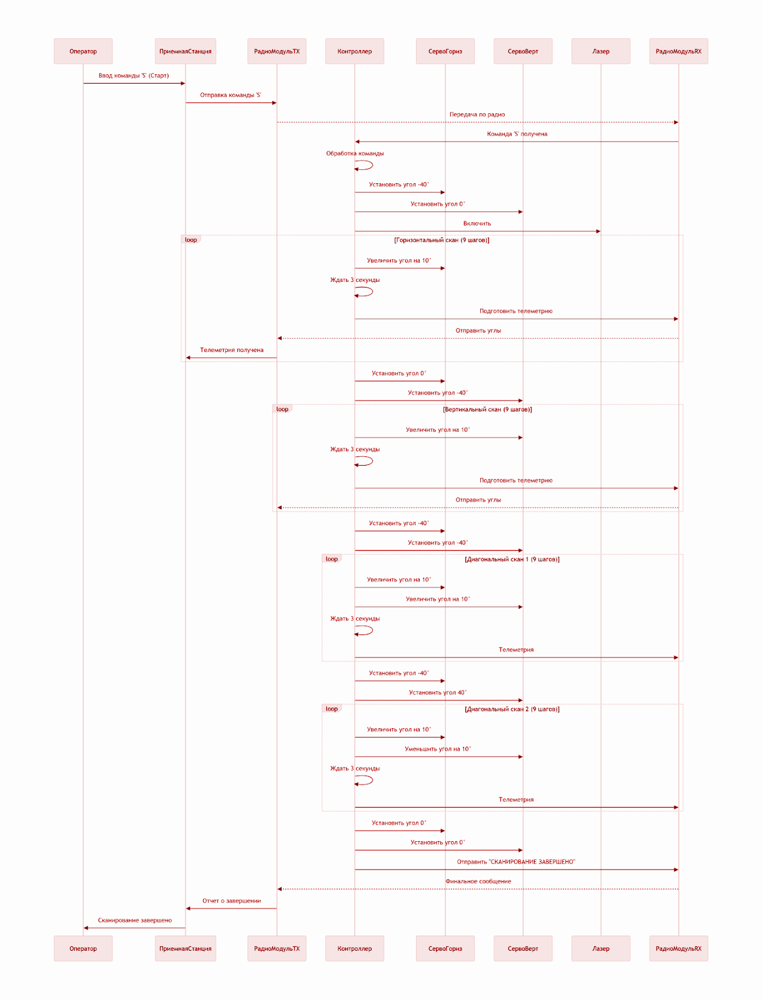 Оператор
ПриемнаяСтанция
РадиоМодульTX
Контроллер
СервоГориз
СервоВерт
Лазер
РадиоМодульRX
Ввод команды 'S' (Старт)
Отправка команды 'S'
Передача по радио
Команда 'S' получена
Обработка команды
Установить угол -40°
Установить угол 0°
Включить
loop
[Горизонтальный скан (9 шагов)]
Увеличить угол на 10°
Ждать 3 секунды
Подготовить телеметрию
Отправить углы
Телеметрия получена
Установить угол 0°
Установить угол -40°
loop
[Вертикальный скан (9 шагов)]
Увеличить угол на 10°
Ждать 3 секунды
Подготовить телеметрию
Отправить углы
Установить угол -40°
Установить угол -40°
loop
[Диагональный скан 1 (9 шагов)]
Увеличить угол на 10°
Увеличить угол на 10°
Ждать 3 секунды
Телеметрия
Установить угол -40°
Установить угол 40°
loop
[Диагональный скан 2 (9 шагов)]
Увеличить угол на 10°
Уменьшить угол на 10°
Ждать 3 секунды
Телеметрия
Установить угол 0°
Установить угол 0°
Отправить "СКАНИРОВАНИЕ ЗАВЕРШЕНО"
Финальное сообщение
Отчет о завершении
Сканирование завершено
Оператор
ПриемнаяСтанция
РадиоМодульTX
Контроллер
СервоГориз
СервоВерт
Лазер
РадиоМодульRX